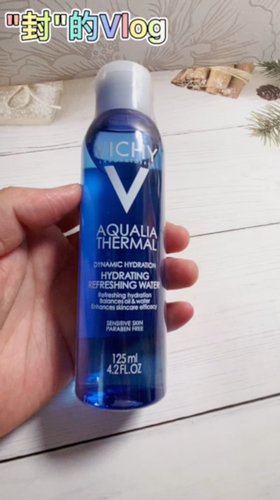 "封"的Vlog
VICHY
AQUALIA
THERMAL
DYNAMIC HYDRATION
HYDRATING
REFRESHING WATER
Refreshing hydration
Balances oil & water
Enhances skincare efficacy
SENSITIVE SKIN
PARABEN FREE
125 ml
4.2 FL.OZ